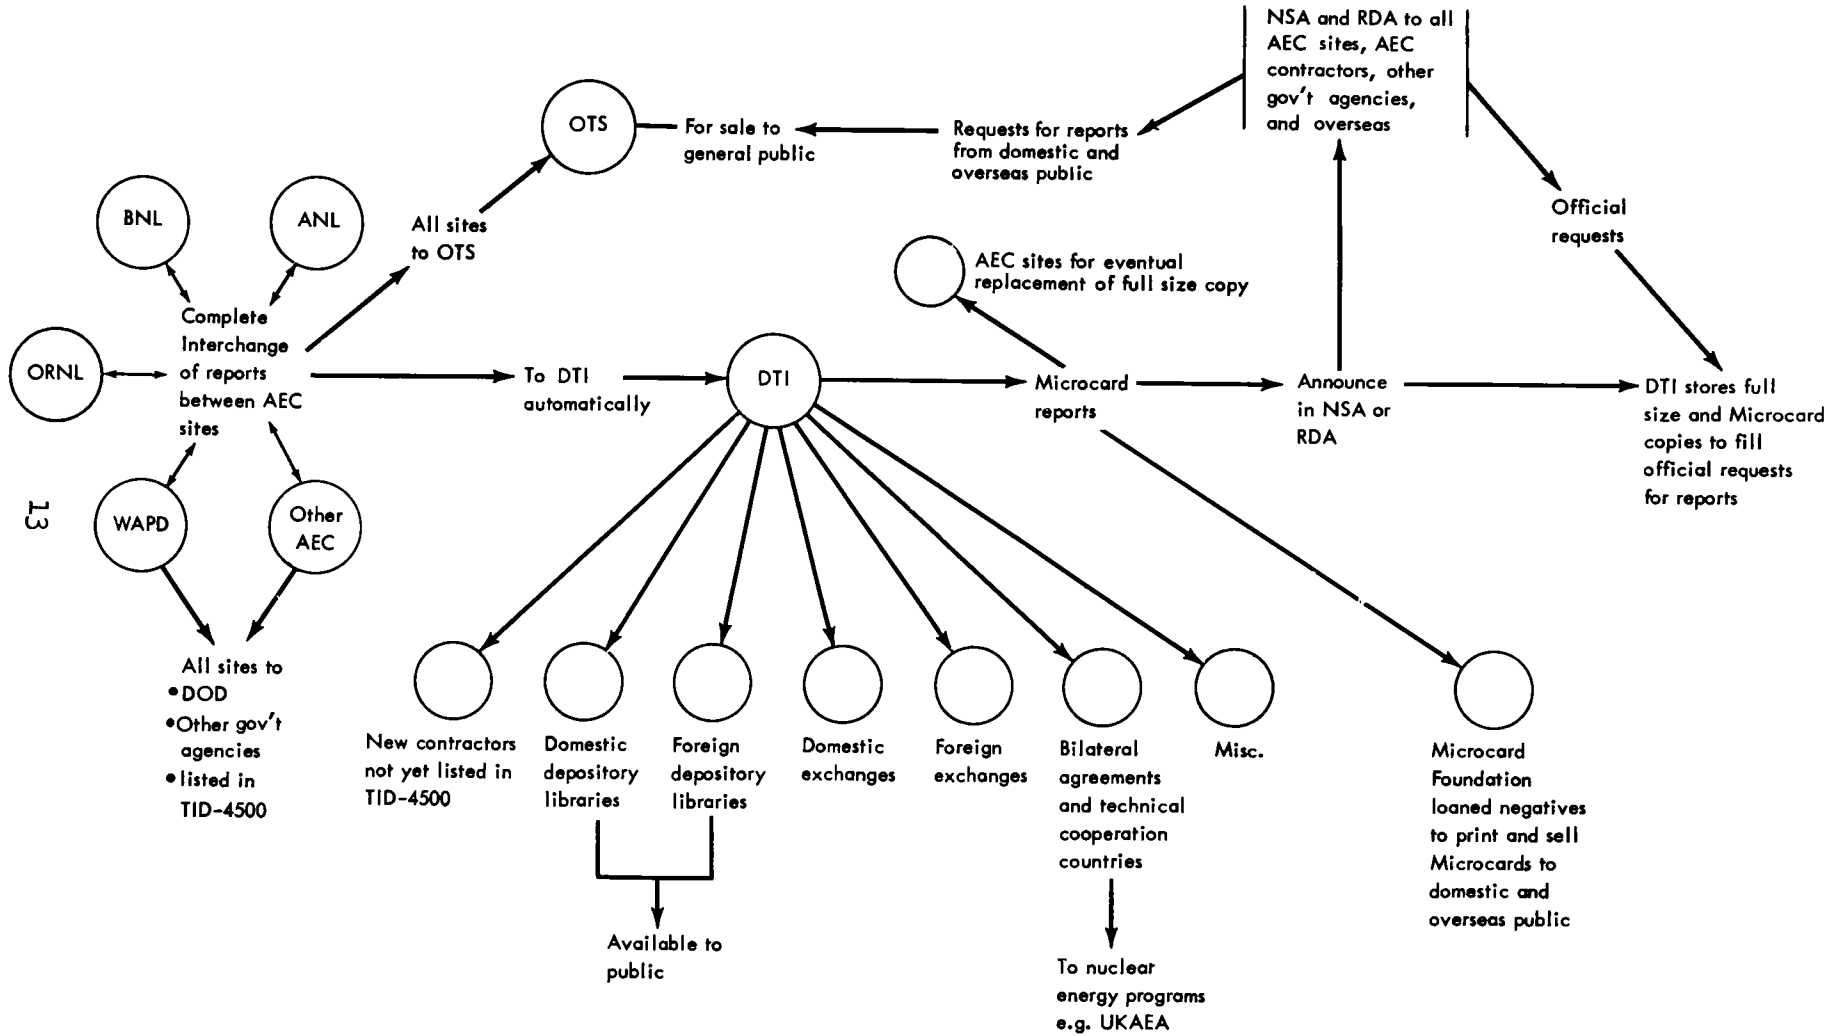 NSA and RDA to all
AEC sites, AEC
contractors, other
gov't agencies,
and overseas
OTS
For sale to
general public
Requests for reports
from domestic and
overseas public
Official
requests
BNL
ANL
All sites
to OTS
AEC sites for eventual
replacement of full size copy
Complete
Interchange
of reports
between AEC
sites
ORNL
To DTI
automatically
DTI
Microcard
reports
Announce
in NSA or
RDA
DTI stores full
size and Microcard
copies to fill
official requests
for reports
WAPD
Other
AEC
13
All sites to
•DOD
•Other gov't
agencies
•listed in
TID-4500
New contractors
not yet listed in
TID-4500
Domestic
depository
libraries
Foreign
depository
libraries
Domestic
exchanges
Foreign
exchanges
Bilateral
agreements
and technical
cooperation
countries
Misc.
Microcard
Foundation
loaned negatives
to print and sell
Microcards to
domestic and
overseas public
Available to
public
To nuclear
energy programs
e.g. UKAEA